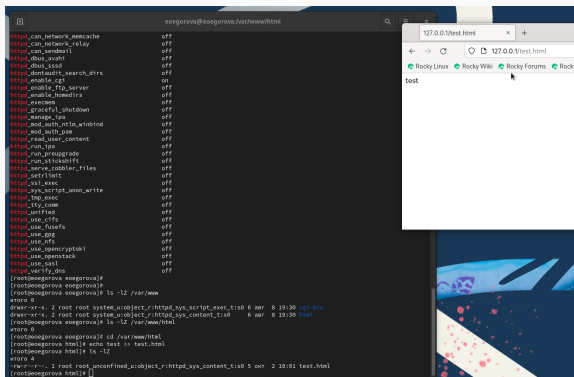 eoegorova@eoegorova:/var/www/html
httpd_can_network_memcache off
httpd_can_network_relay off
httpd_can_sendmail off
httpd_dbus_avahi off
httpd_dbus_sssd off
httpd_dontaudit_search_dirs off
httpd_enable_cgi on
httpd_enable_ftp_server off
httpd_enable_homedirs off
httpd_execmem off
httpd_graceful_shutdown off
httpd_manage_ipa off
httpd_mod_auth_ntlm_winbind off
httpd_mod_auth_pam off
httpd_read_user_content off
httpd_run_ipa off
httpd_run_preupgrade off
httpd_run_stickshift off
httpd_serve_cobbler_files off
httpd_setrlimit off
httpd_ssi_exec off
httpd_sys_script_anon_write off
httpd_tmp_exec off
httpd_tty_comm off
httpd_unified off
httpd_use_cifs off
httpd_use_fusefs off
httpd_use_gpg off
httpd_use_nfs off
httpd_use_opencryptoki off
httpd_use_openstack off
httpd_use_sasl off
httpd_verify_dns off
[root@eoegorova eoegorova]#
[root@eoegorova eoegorova]#
[root@eoegorova eoegorova]# ls -lZ /var/www
итого 0
drwxr-xr-x. 2 root root system_u:object_r:httpd_sys_script_exec_t:s0 6 авг 8 19:30 cgi-bin
drwxr-xr-x. 2 root root system_u:object_r:httpd_sys_content_t:s0 6 авг 8 19:30 html
[root@eoegorova eoegorova]# ls -lZ /var/www/html
итого 0
[root@eoegorova eoegorova]# cd /var/www/html
[root@eoegorova html]# echo test >> test.html
[root@eoegorova html]# ls -lZ
итого 4
-rw-r--r--. 1 root root unconfined_u:object_r:httpd_sys_content_t:s0 5 окт 2 10:01 test.html
[root@eoegorova html]#
127.0.0.1/test.html
127.0.0.1/test.html
Rocky Linux Rocky Wiki Rocky Forums Rock
test